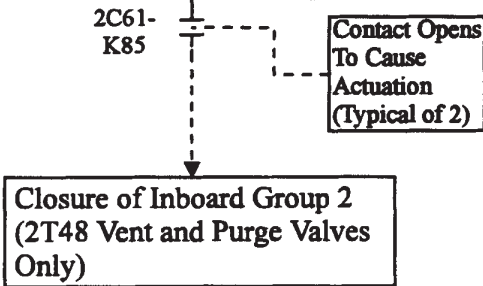 2C61-
K85
Contact Opens
To Cause
Actuation
(Typical of 2)
Closure of Inboard Group 2
(2T48 Vent and Purge Valves
Only)